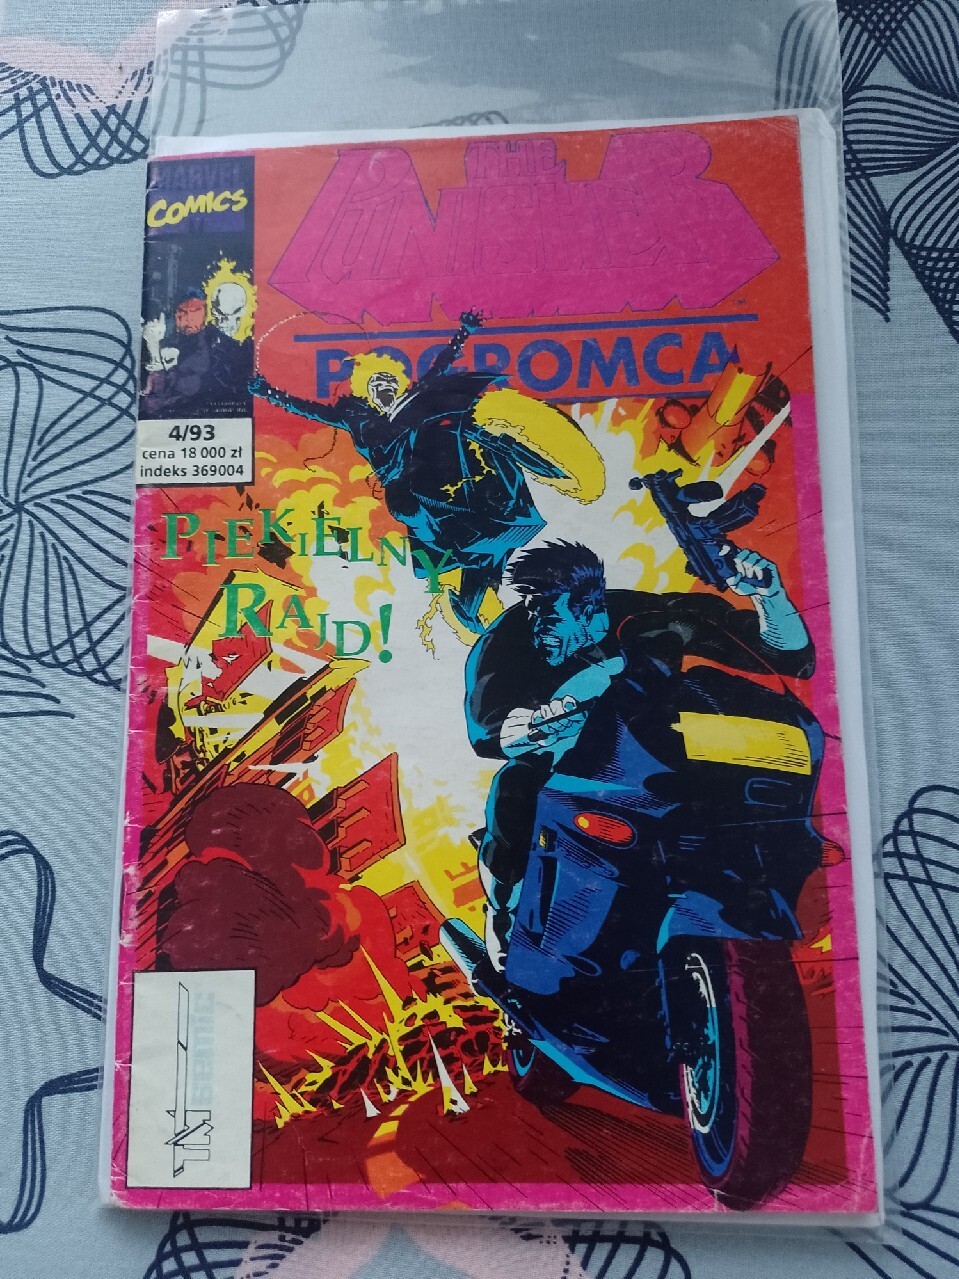 MARVEL
COMICS
THE
PUNISHER
POGROMCA
4/93
cena 18 000 zł
indeks 369004
PIEKIELNY
RAJD!
TM-Semic